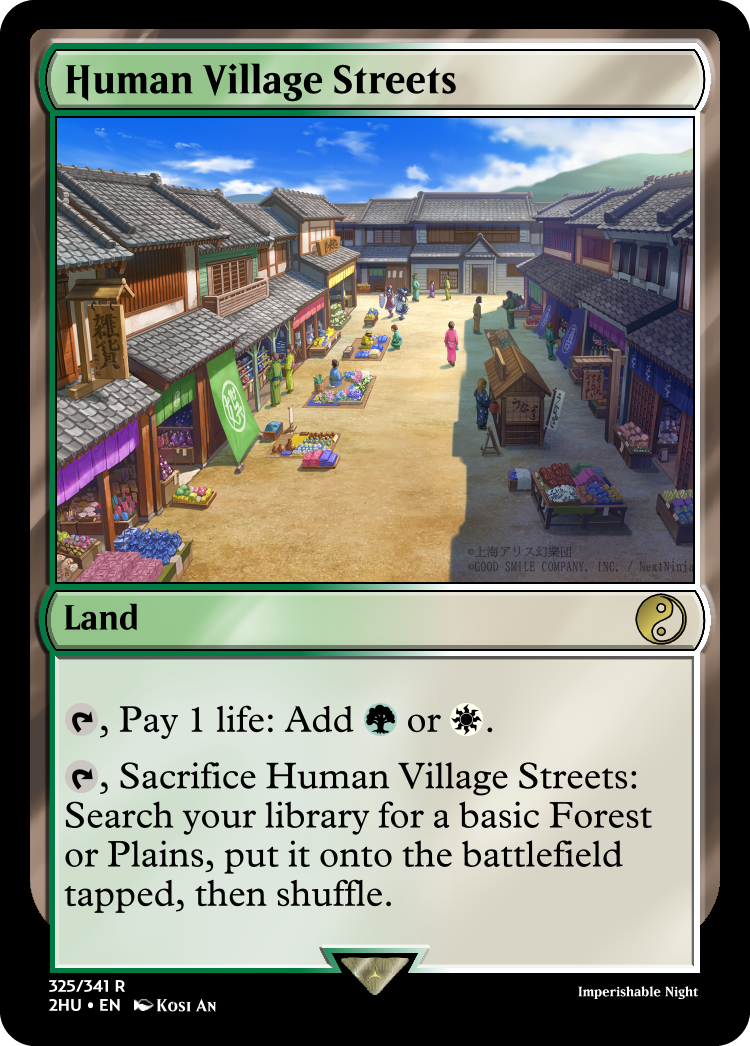 Human Village Streets
雑貨
©上海アリス幻樂団
©GOOD SMILE COMPANY, INC. / NextNinja
Land
, Pay 1 life: Add or .
, Sacrifice Human Village Streets:
Search your library for a basic Forest
or Plains, put it onto the battlefield
tapped, then shuffle.
325/341 R
2HU • EN Kosi An
Imperishable Night